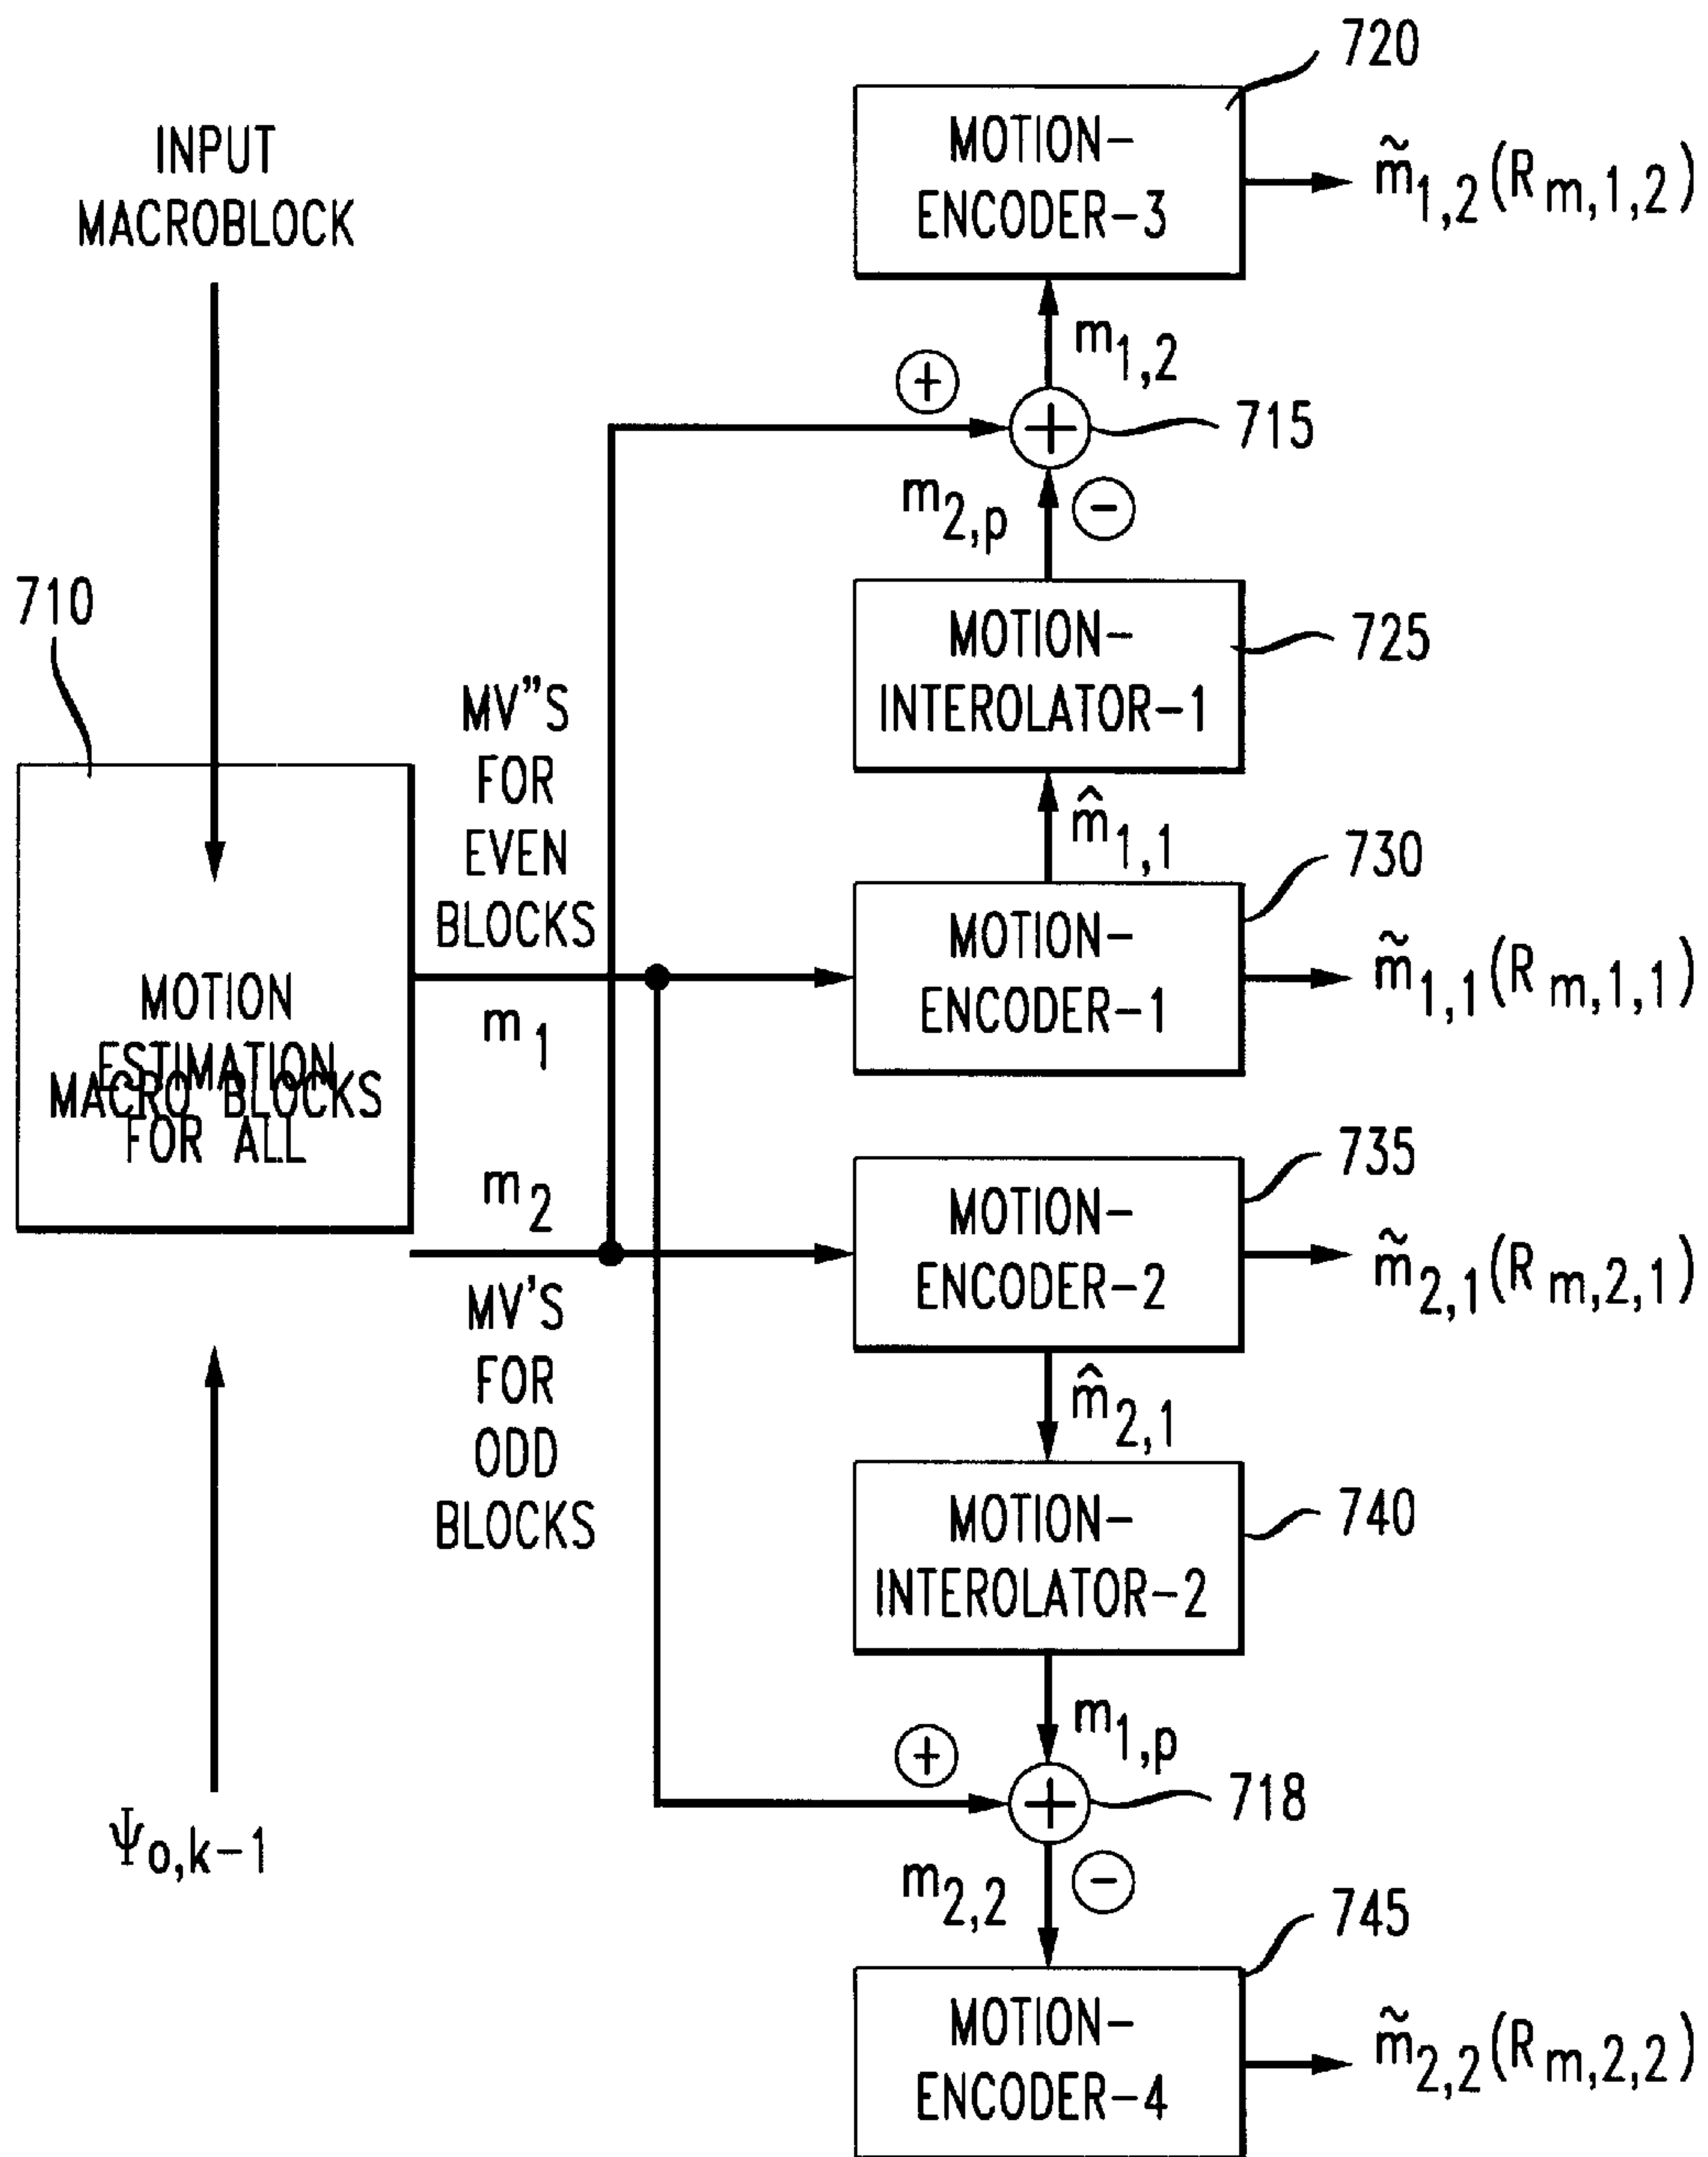 720
MOTION-
ENCODER-3
m̃1,2(Rm,1,2)
INPUT
MACROBLOCK
m1,2
+
+
715
m2,p
−
710
MOTION-
INTEROLATOR-1
725
MV"S
FOR
EVEN
BLOCKS
m̂1,1
730
MOTION-
ENCODER-1
m̃1,1(Rm,1,1)
m1
MOTION
ESTIMATION
MACRO BLOCKS
FOR ALL
m2
735
MOTION-
ENCODER-2
m̃2,1(Rm,2,1)
MV'S
FOR
ODD
BLOCKS
m̂2,1
740
MOTION-
INTEROLATOR-2
m1,p
+
+
718
Ψo,k-1
m2,2
−
745
MOTION-
ENCODER-4
m̃2,2(Rm,2,2)